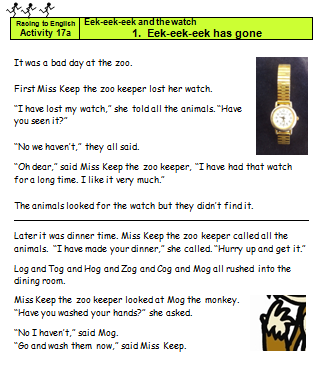 Racing to English
Activity 17a
Eek-eek-eek and the watch
1. Eek-eek-eek has gone
It was a bad day at the zoo.
First Miss Keep the zoo keeper lost her watch.
“I have lost my watch,” she told all the animals. “Have
you seen it?”
“No we haven’t,” they all said.
“Oh dear,” said Miss Keep the zoo keeper, “I have had that watch
for a long time. I like it very much.”
The animals looked for the watch but they didn’t find it.
Later it was dinner time. Miss Keep the zoo keeper called all the
animals. “I have made your dinner,” she called. “Hurry up and get it.”
Log and Tog and Hog and Zog and Cog and Mog all rushed into the
dining room.
Miss Keep the zoo keeper looked at Mog the monkey.
“Have you washed your hands?” she asked.
“No I haven’t,” said Mog.
“Go and wash them now,” said Miss Keep.